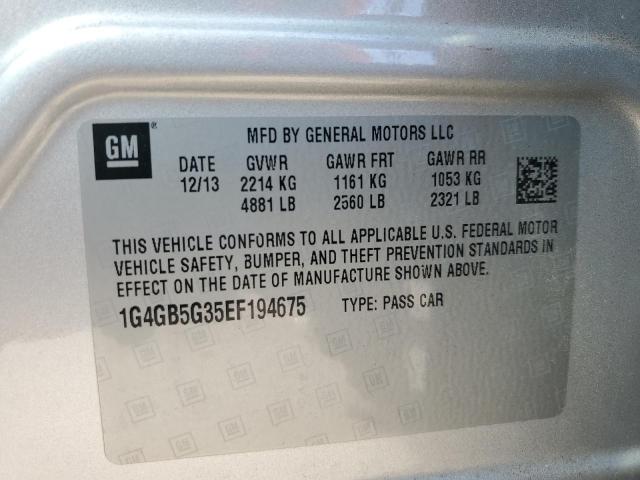 GM®
MFD BY GENERAL MOTORS LLC
DATE GVWR GAWR FRT GAWR RR
12/13 2214 KG 1161 KG 1053 KG
4881 LB 2560 LB 2321 LB
THIS VEHICLE CONFORMS TO ALL APPLICABLE U.S. FEDERAL MOTOR
VEHICLE SAFETY, BUMPER, AND THEFT PREVENTION STANDARDS IN
EFFECT ON THE DATE OF MANUFACTURE SHOWN ABOVE.
1G4GB5G35EF194675 TYPE: PASS CAR